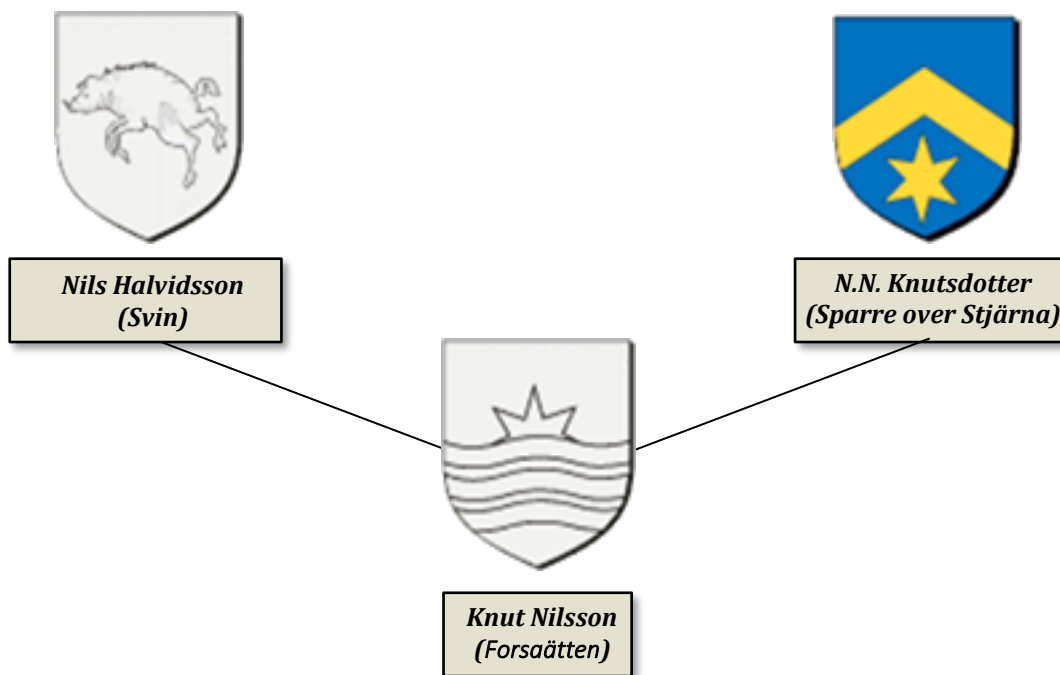 Nils Halvidsson
(Svin)
N.N. Knutsdotter
(Sparre over Stjärna)
Knut Nilsson
(Forsaätten)